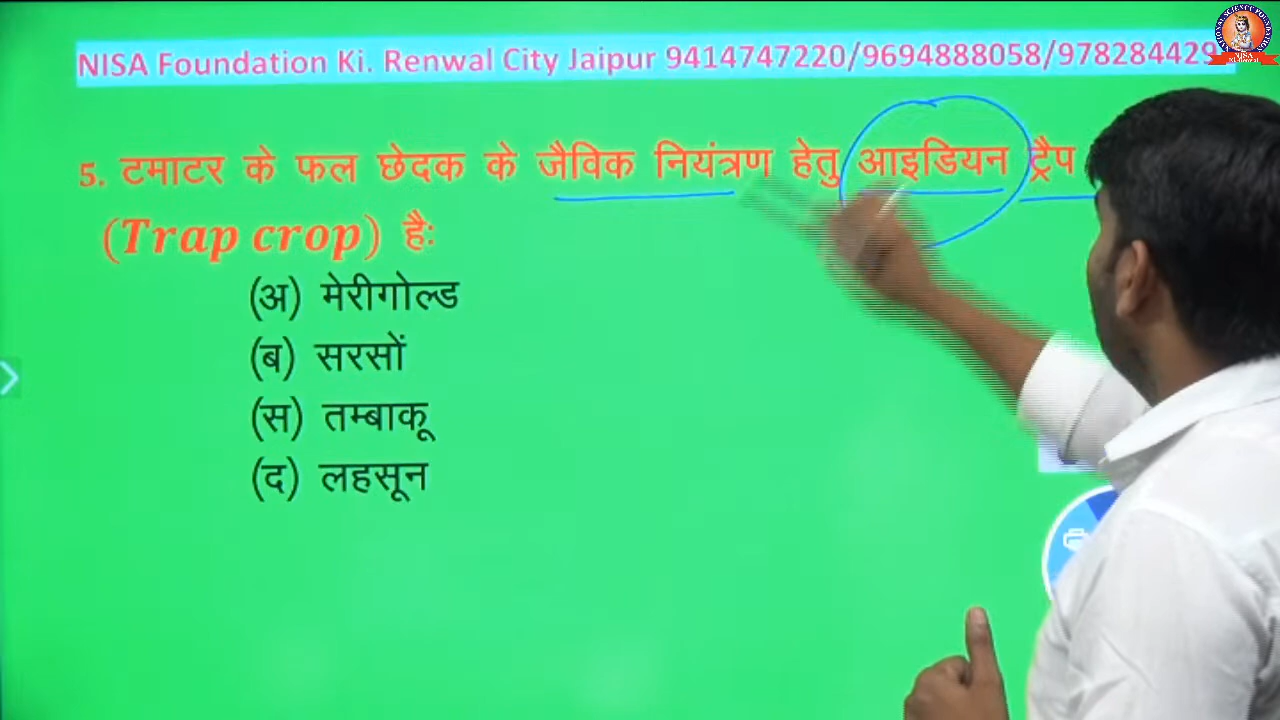 NISA Foundation Ki. Renwal City Jaipur 9414747220/9694888058/978284429
5. टमाटर के फल छेदक के जैविक नियंत्रण हेतु आइडियन ट्रैप
(Trap crop) है:
(अ) मेरीगोल्ड
(ब) सरसों
(स) तम्बाकू
(द) लहसून